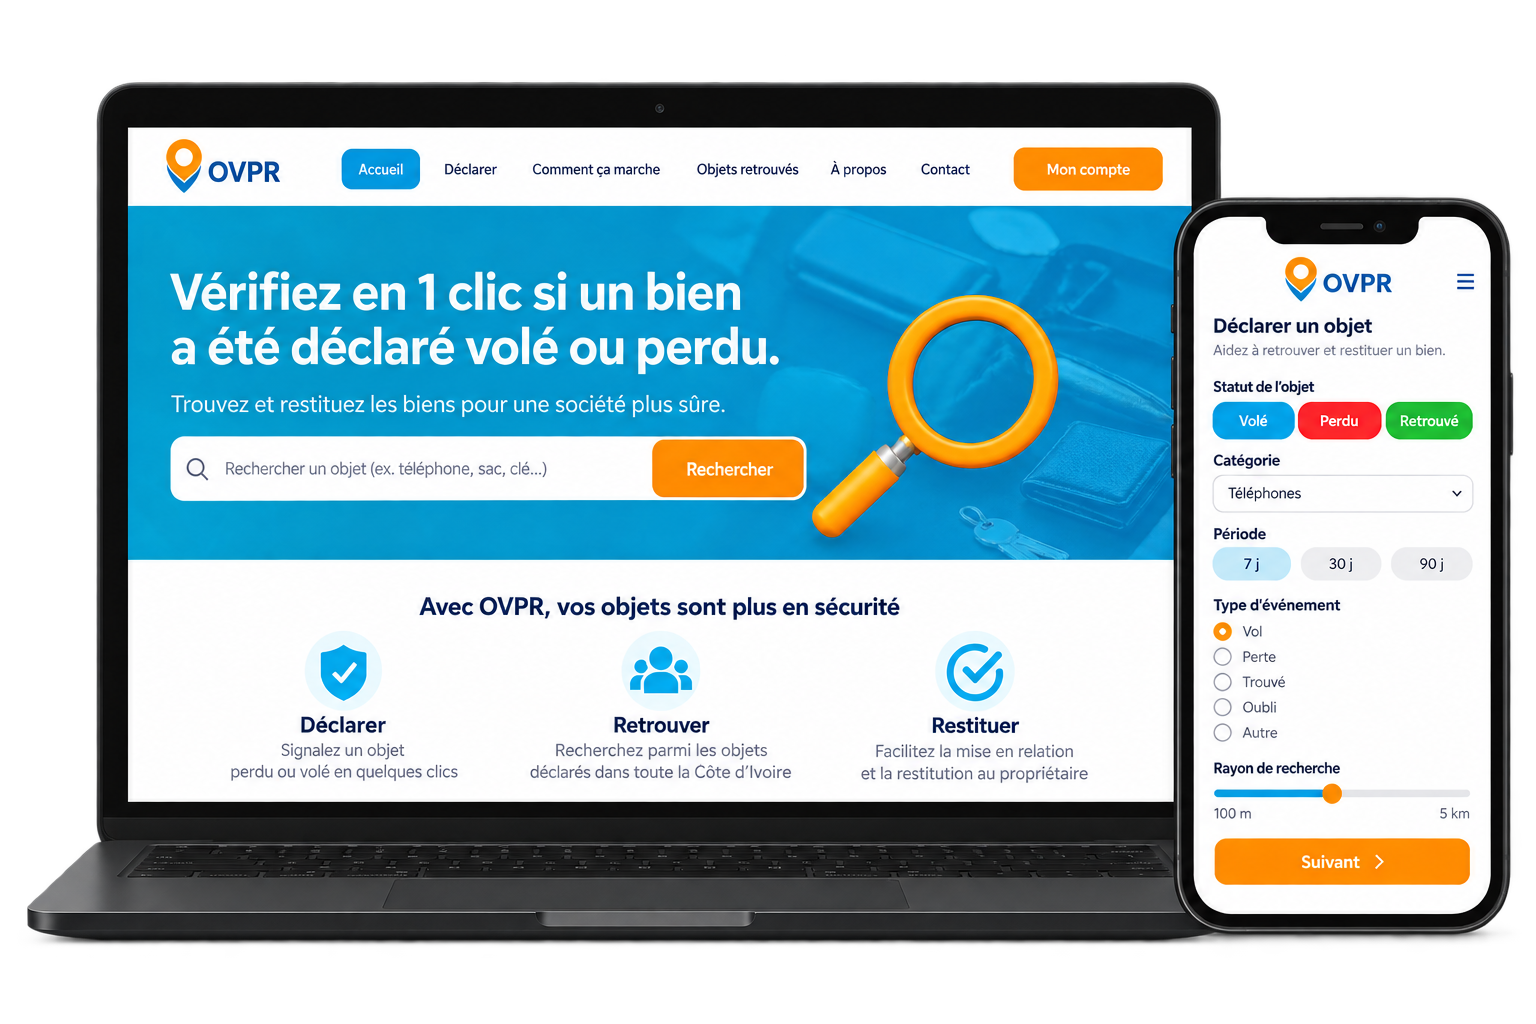 OVPR
Accueil
Déclarer
Comment ça marche
Objets retrouvés
À propos
Contact
Mon compte
Vérifiez en 1 clic si un bien
a été déclaré volé ou perdu.
Trouvez et restituez les biens pour une société plus sûre.
Rechercher un objet (ex. téléphone, sac, clé...)
Rechercher
Avec OVPR, vos objets sont plus en sécurité
Déclarer
Signalez un objet
perdu ou volé en quelques clics
Retrouver
Recherchez parmi les objets
déclarés dans toute la Côte d'Ivoire
Restituer
Facilitez la mise en relation
et la restitution au propriétaire
OVPR
Déclarer un objet
Aidez à retrouver et restituer un bien.
Statut de l'objet
Volé
Perdu
Retrouvé
Catégorie
Téléphones
Période
7 j
30 j
90 j
Type d'événement
Vol
Perte
Trouvé
Oubli
Autre
Rayon de recherche
100 m
5 km
Suivant